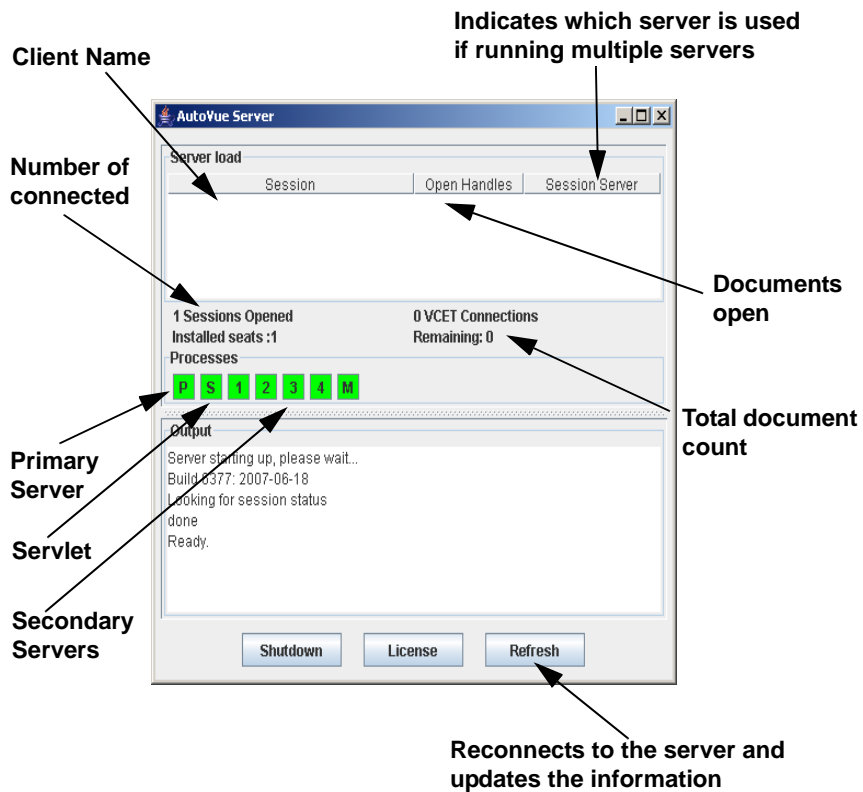 Indicates which server is used
if running multiple servers
Client Name
AutoVue Server
Server load
Session Open Handles Session Server
Number of
connected
Documents
open
1 Sessions Opened 0 VCET Connections
Installed seats :1 Remaining: 0
Processes
P S 1 2 3 4 M
Total document
count
Output
Server starting up, please wait...
Build 6377: 2007-06-18
Looking for session status
done
Ready.
Primary
Server
Servlet
Secondary
Servers
Shutdown License Refresh
Reconnects to the server and
updates the information